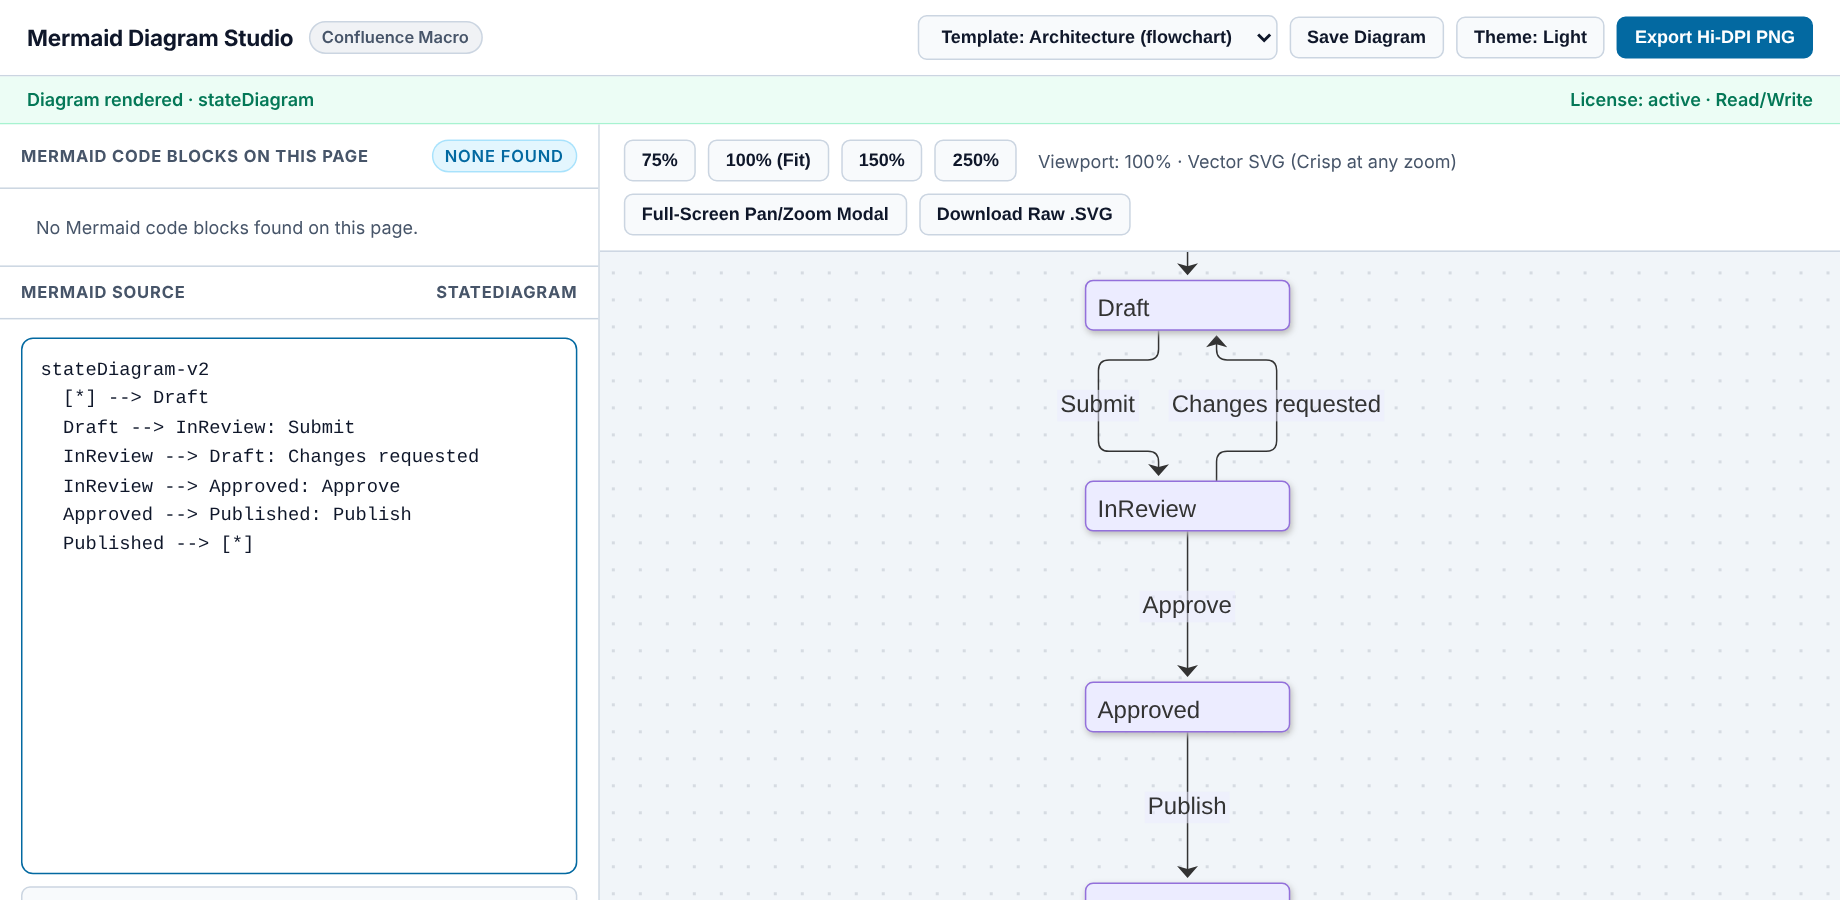 Mermaid Diagram Studio
Confluence Macro
Template: Architecture (flowchart)
Save Diagram
Theme: Light
Export Hi-DPI PNG
Diagram rendered · stateDiagram
License: active · Read/Write
MERMAID CODE BLOCKS ON THIS PAGE
NONE FOUND
No Mermaid code blocks found on this page.
MERMAID SOURCE
STATEDIAGRAM
stateDiagram-v2
  [*] --> Draft
  Draft --> InReview: Submit
  InReview --> Draft: Changes requested
  InReview --> Approved: Approve
  Approved --> Published: Publish
  Published --> [*]
75%
100% (Fit)
150%
250%
Viewport: 100% · Vector SVG (Crisp at any zoom)
Full-Screen Pan/Zoom Modal
Download Raw .SVG
Draft
Submit
Changes requested
InReview
Approve
Approved
Publish